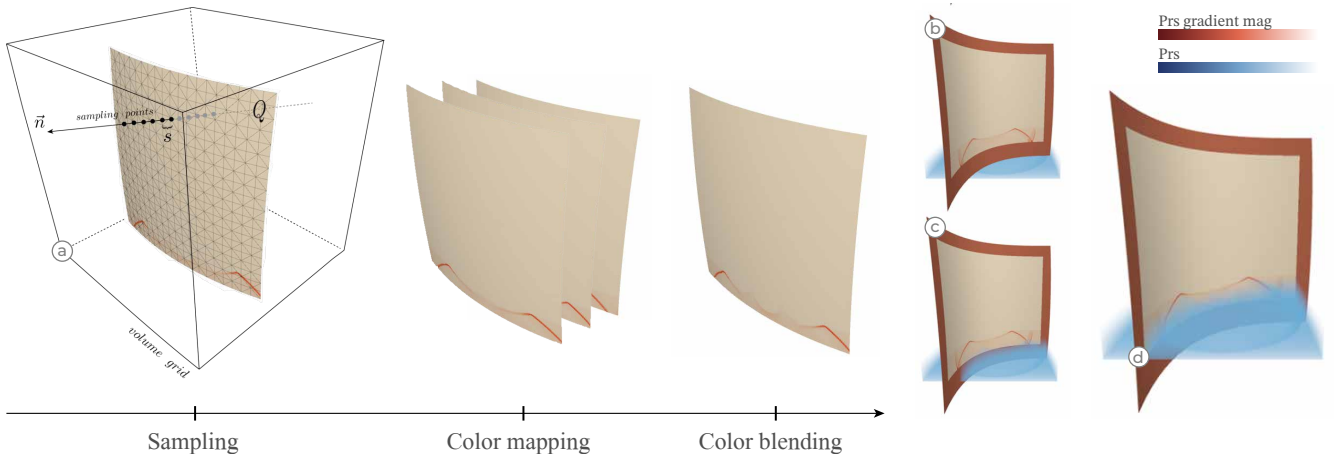 sampling points
n⃗
s
Q
a
volume grid
Sampling
Color mapping
Color blending
b
c
d
Prs gradient mag
Prs